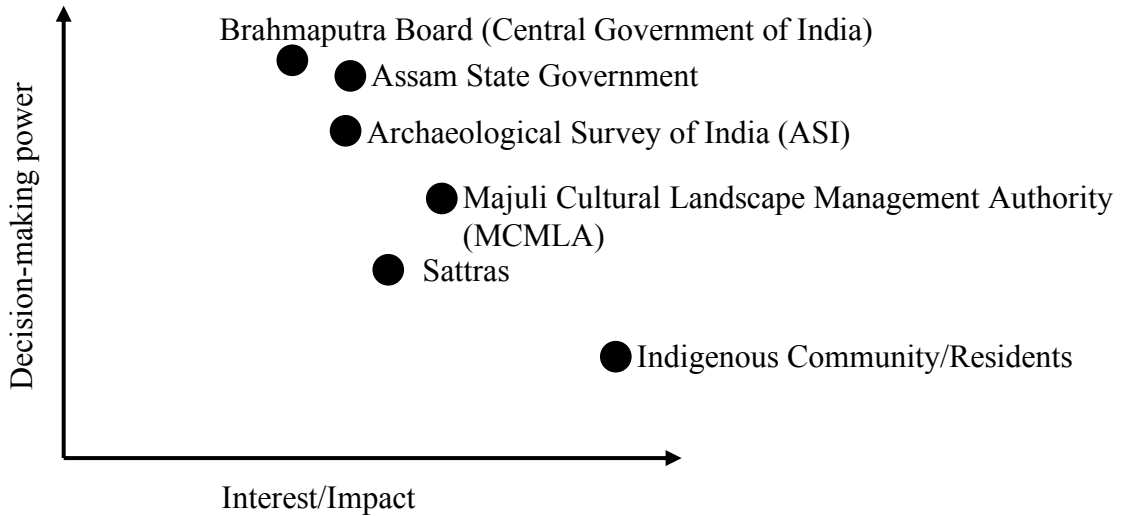 Brahmaputra Board (Central Government of India)
Assam State Government
Archaeological Survey of India (ASI)
Majuli Cultural Landscape Management Authority
(MCMLA)
Sattras
Indigenous Community/Residents
Decision-making power
Interest/Impact